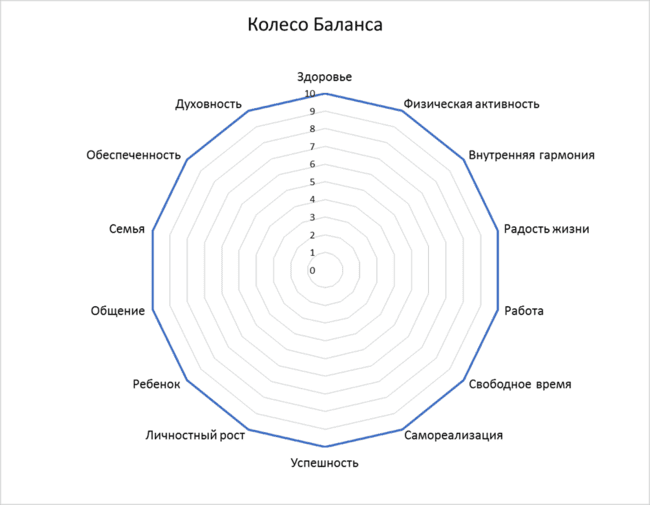 Колесо Баланса
Здоровье
Физическая активность
Внутренняя гармония
Радость жизни
Работа
Свободное время
Самореализация
Успешность
Личностный рост
Ребенок
Общение
Семья
Обеспеченность
Духовность
10
9
8
7
6
5
4
3
2
1
0